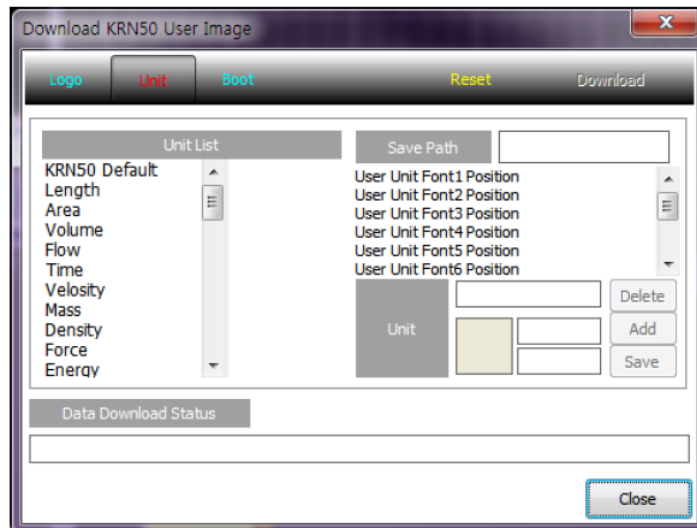 Download KRN50 User Image
x
Logo Unit Boot Reset Download
Unit List
KRN50 Default
Length
Area
Volume
Flow
Time
Velosity
Mass
Density
Force
Energy
Save Path
User Unit Font1 Position
User Unit Font2 Position
User Unit Font3 Position
User Unit Font4 Position
User Unit Font5 Position
User Unit Font6 Position
Unit
Delete
Add
Save
Data Download Status
Close